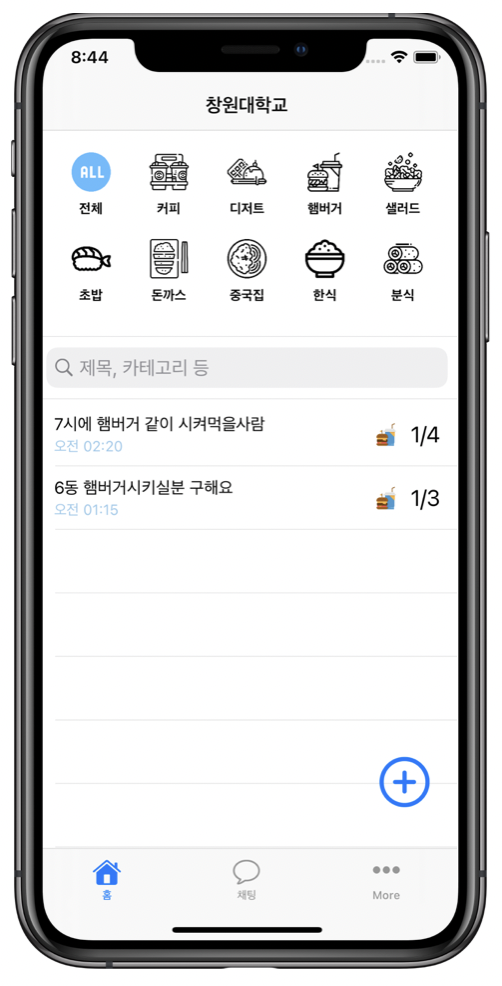 8:44
창원대학교
ALL
전체 커피 디저트 햄버거 샐러드
초밥 돈까스 중국집 한식 분식
제목, 카테고리 등
7시에 햄버거 같이 시켜먹을사람
오전 02:20
1/4
6동 햄버거시키실분 구해요
오전 01:15
1/3
홈 채팅 More